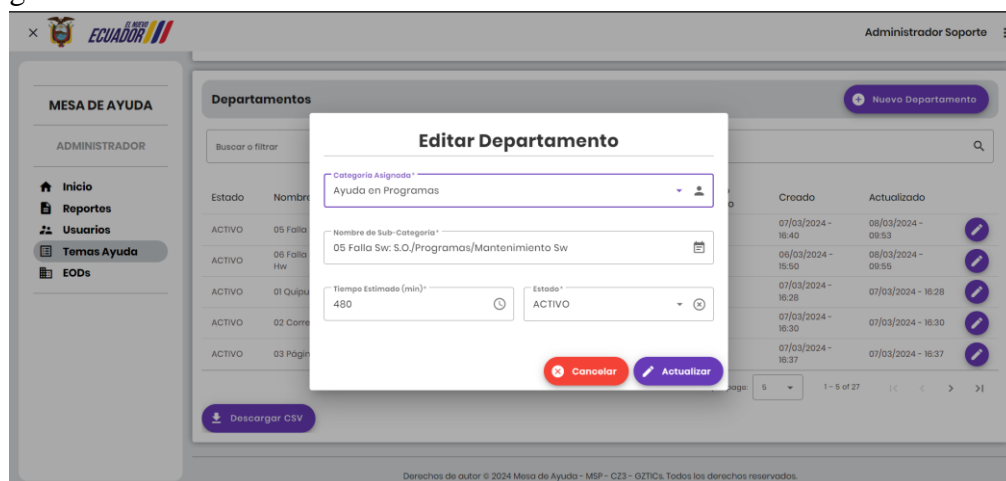 EL NUEVO
ECUADOR
Administrador Soporte
MESA DE AYUDA
ADMINISTRADOR
Inicio
Reportes
Usuarios
Temas Ayuda
EODs
Departamentos
Nuevo Departamento
Buscar o filtrar
Estado Nombre Creado Actualizado
ACTIVO 05 Falla 07/03/2024 - 16:40 08/03/2024 - 09:53
ACTIVO 06 Falla Hw 06/03/2024 - 15:50 08/03/2024 - 09:55
ACTIVO 01 Quipu 07/03/2024 - 16:28 07/03/2024 - 16:28
ACTIVO 02 Corre 07/03/2024 - 16:30 07/03/2024 - 16:30
ACTIVO 03 Págin 07/03/2024 - 16:37 07/03/2024 - 16:37
page: 5 1 – 5 of 27
Descargar CSV
Editar Departamento
Categoría Asignada *
Ayuda en Programas
Nombre de Sub-Categoría *
05 Falla Sw: S.O./Programas/Mantenimiento Sw
Tiempo Estimado (min) *
480
Estado *
ACTIVO
Cancelar
Actualizar
Derechos de autor © 2024 Mesa de Ayuda - MSP - CZ3 - GZTICs. Todos los derechos reservados.